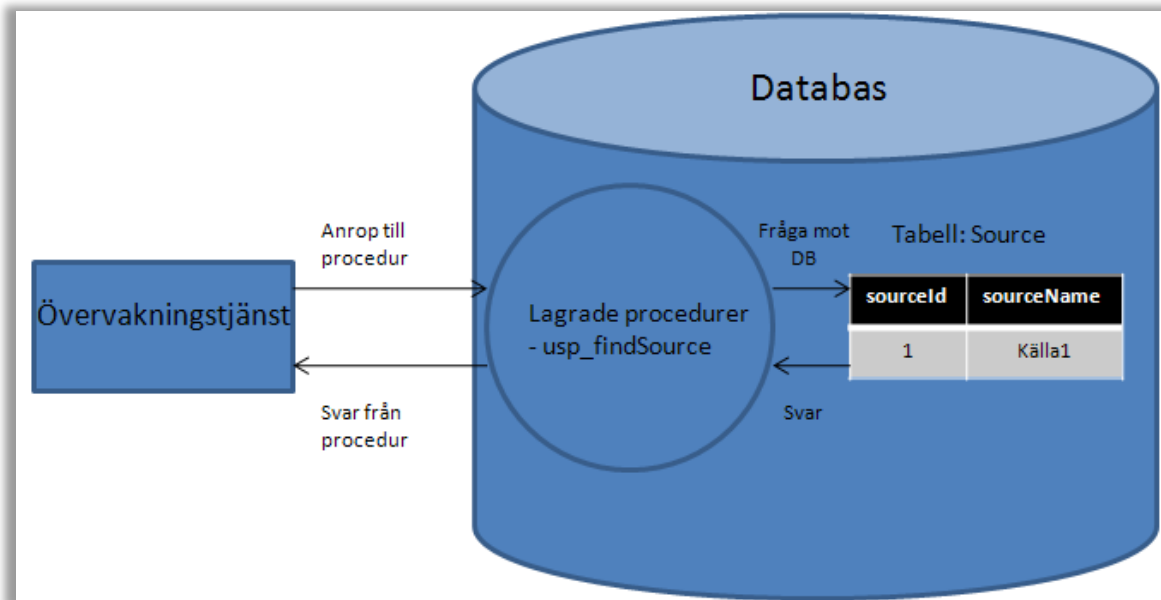 Databas
Anrop till
procedur
Övervakningstjänst
Svar från
procedur
Lagrade procedurer
- usp_findSource
Fråga mot
DB
Svar
Tabell: Source
sourceId sourceName
1 Källa1